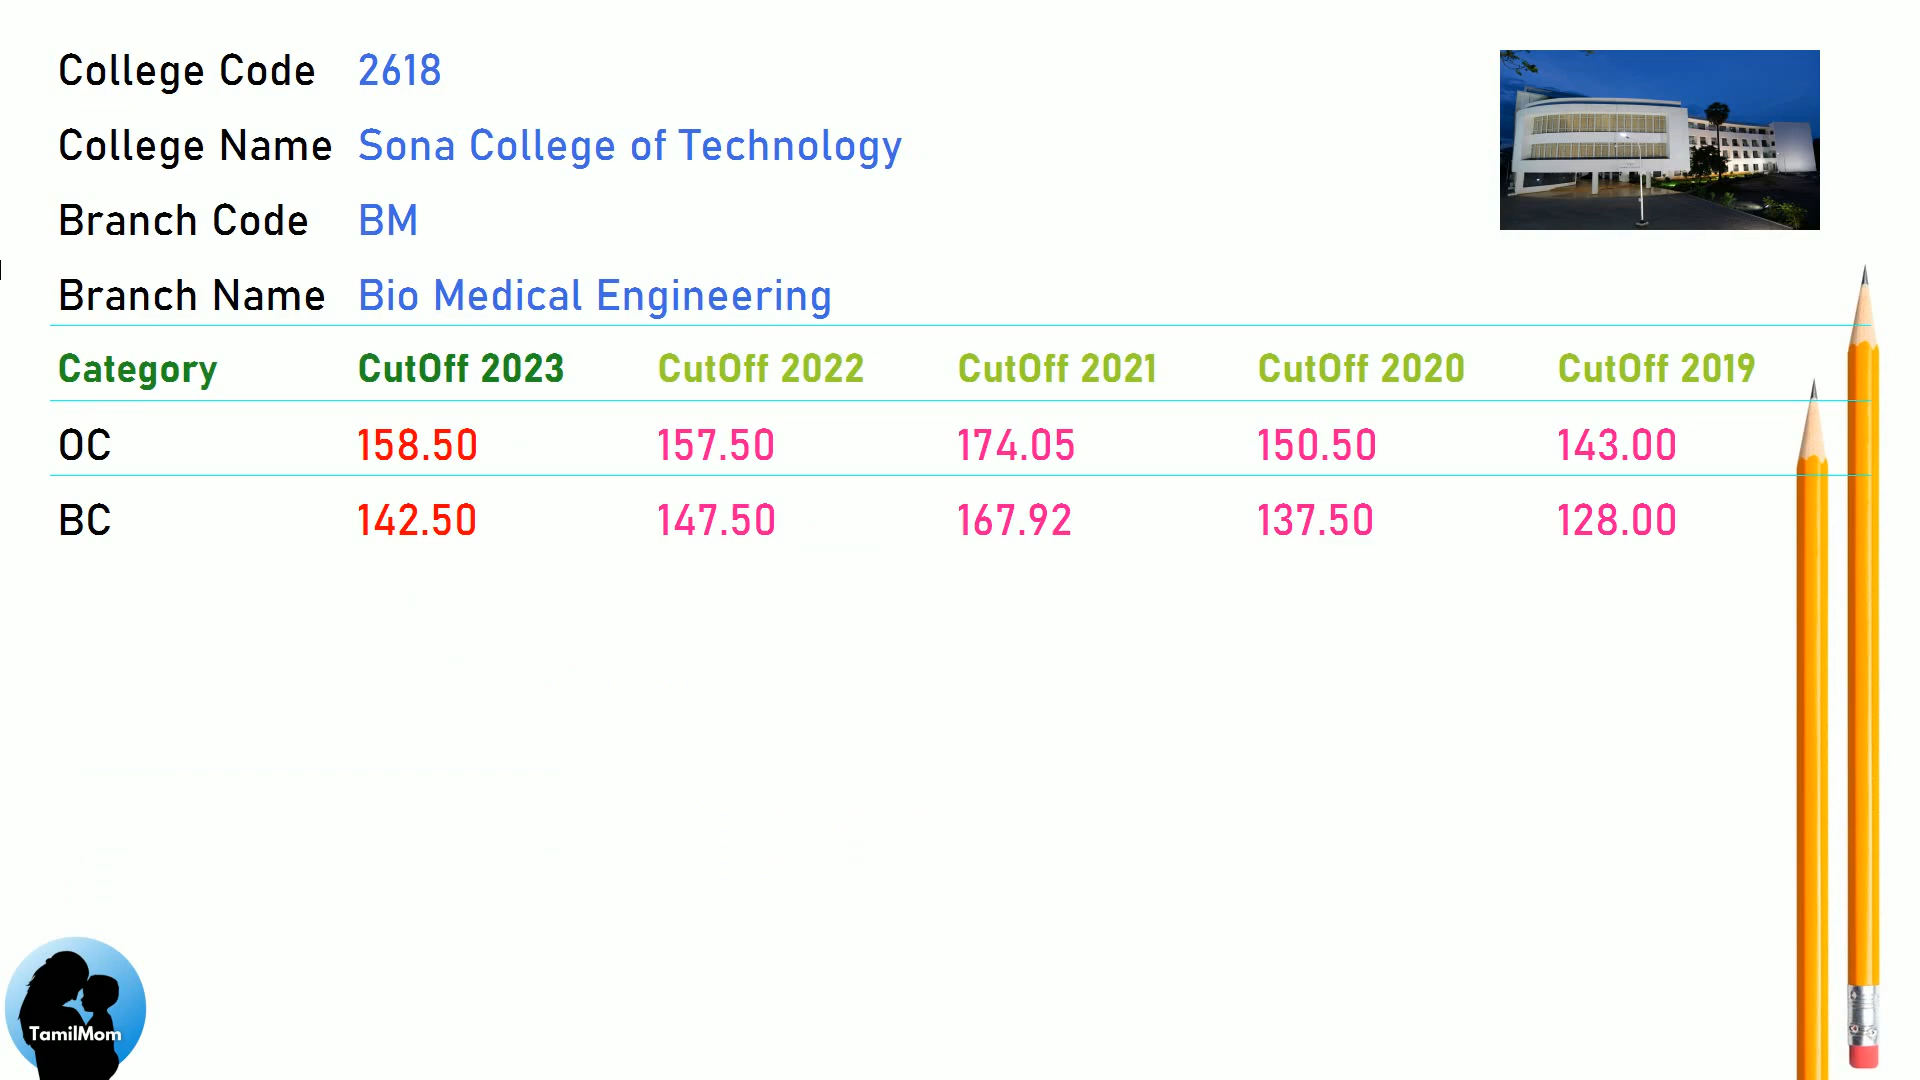 College Code 2618
College Name Sona College of Technology
Branch Code BM
Branch Name Bio Medical Engineering
Category CutOff 2023 CutOff 2022 CutOff 2021 CutOff 2020 CutOff 2019
OC 158.50 157.50 174.05 150.50 143.00
BC 142.50 147.50 167.92 137.50 128.00
TamilMom